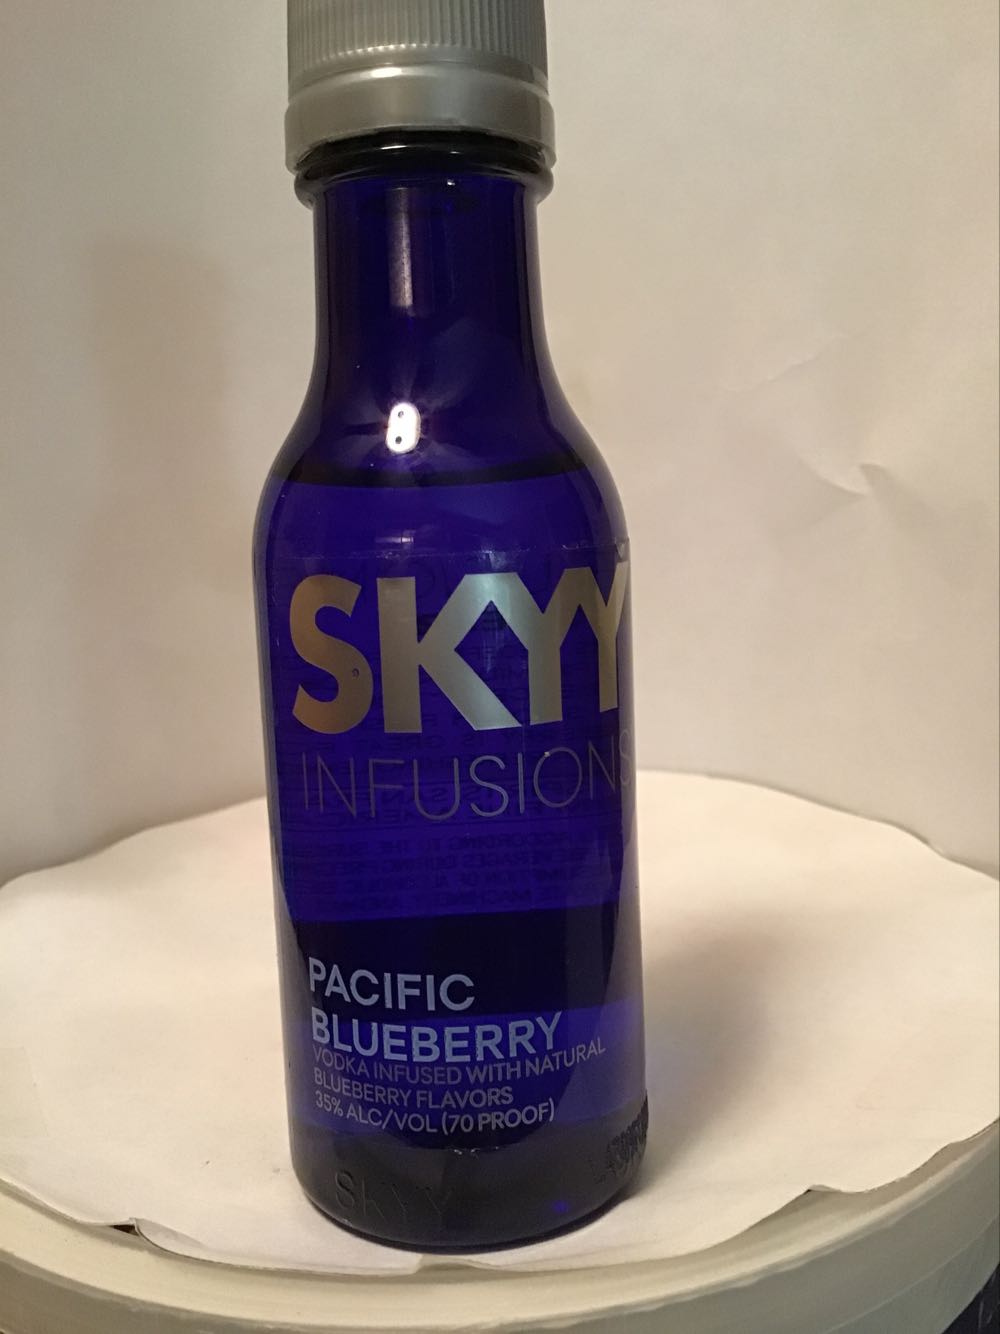 SKYY
INFUSIONS
PACIFIC
BLUEBERRY
VODKA INFUSED WITH NATURAL
BLUEBERRY FLAVORS
35% ALC/VOL (70 PROOF)
SKYY